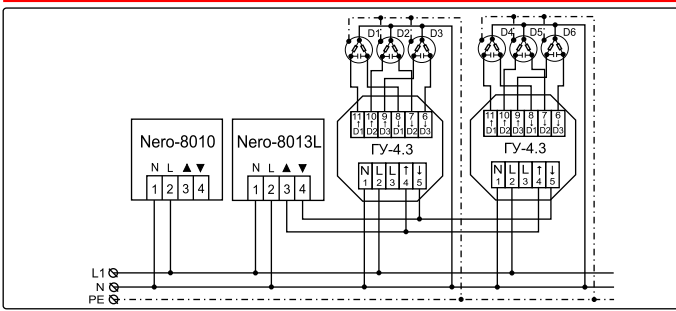 D1 D2 D3 D4 D5 D6
11 10 9 8 7 6 11 10 9 8 7 6
↑ ↑ ↑ ↓ ↓ ↓ ↑ ↑ ↑ ↓ ↓ ↓
D1 D2 D3 D1 D2 D3 D1 D2 D3 D1 D2 D3
Nero-8010 Nero-8013L ГУ-4.3 ГУ-4.3
N L ▲ ▼ N L ▲ ▼ N L L ↑ ↓ N L L ↑ ↓
1 2 3 4 1 2 3 4 1 2 3 4 5 1 2 3 4 5
L1
N
PE